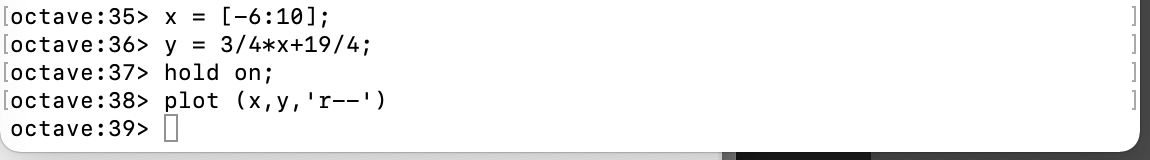 [octave:35> x = [-6:10]; ]
[octave:36> y = 3/4*x+19/4; ]
[octave:37> hold on; ]
[octave:38> plot (x,y,'r--') ]
octave:39>